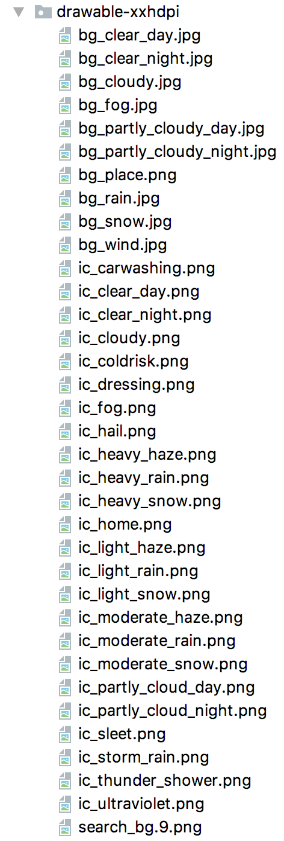 drawable-xxhdpi
bg_clear_day.jpg
bg_clear_night.jpg
bg_cloudy.jpg
bg_fog.jpg
bg_partly_cloudy_day.jpg
bg_partly_cloudy_night.jpg
bg_place.png
bg_rain.jpg
bg_snow.jpg
bg_wind.jpg
ic_carwashing.png
ic_clear_day.png
ic_clear_night.png
ic_cloudy.png
ic_coldrisk.png
ic_dressing.png
ic_fog.png
ic_hail.png
ic_heavy_haze.png
ic_heavy_rain.png
ic_heavy_snow.png
ic_home.png
ic_light_haze.png
ic_light_rain.png
ic_light_snow.png
ic_moderate_haze.png
ic_moderate_rain.png
ic_moderate_snow.png
ic_partly_cloud_day.png
ic_partly_cloud_night.png
ic_sleet.png
ic_storm_rain.png
ic_thunder_shower.png
ic_ultraviolet.png
search_bg.9.png